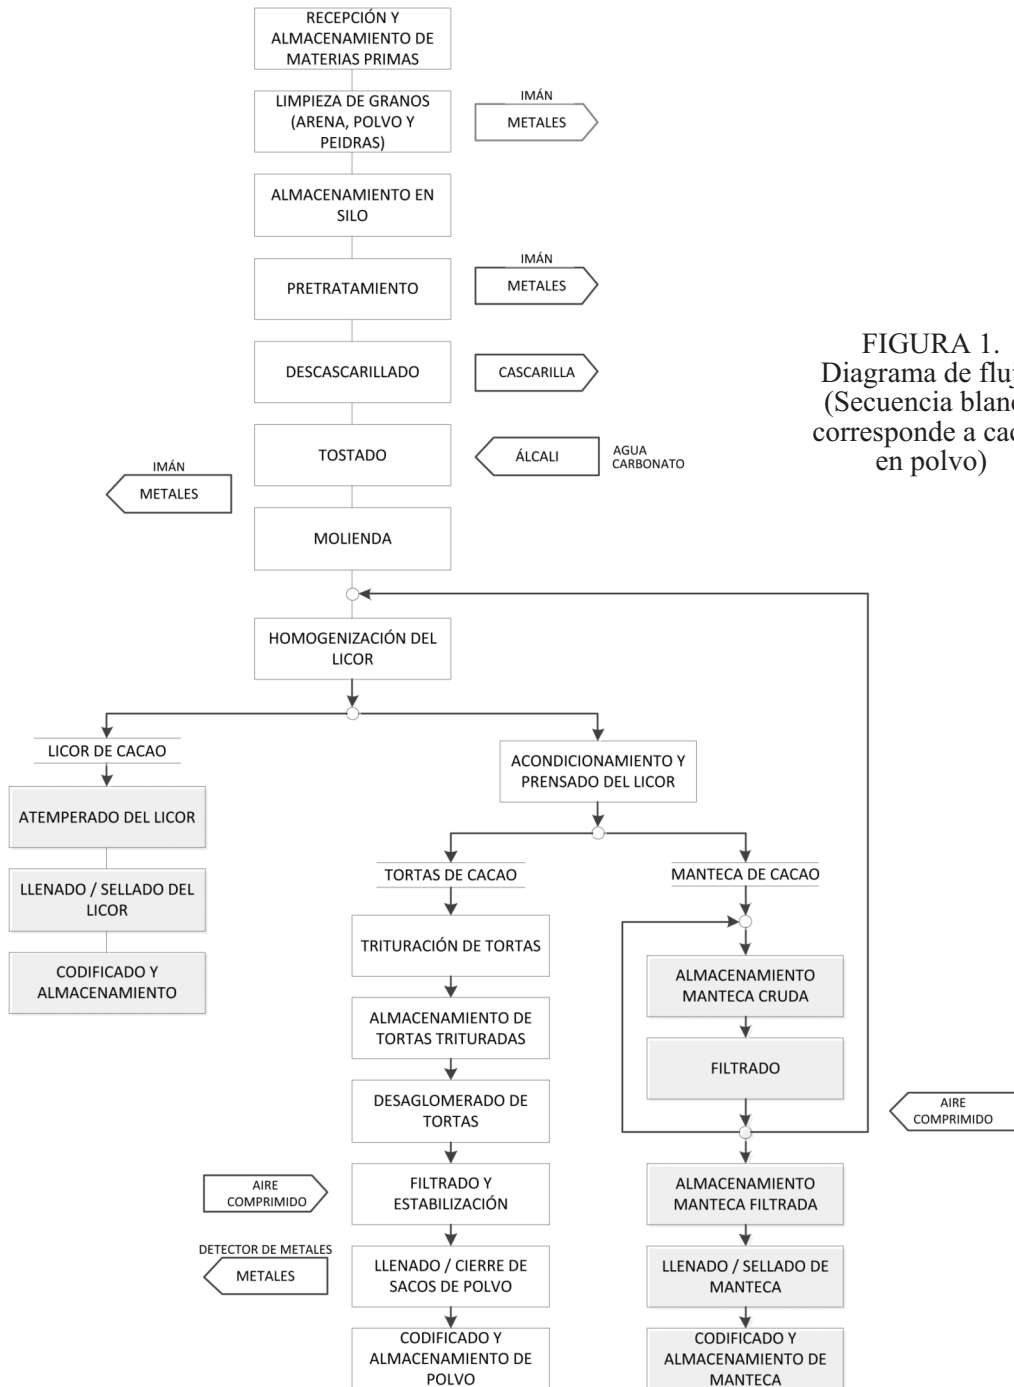 RECEPCIÓN Y
ALMACENAMIENTO DE
MATERIAS PRIMAS
LIMPIEZA DE GRANOS
(ARENA, POLVO Y
PEIDRAS)
IMÁN
METALES
ALMACENAMIENTO EN
SILO
PRETRATAMIENTO
IMÁN
METALES
DESCASCARILLADO
CASCARILLA
FIGURA 1.
Diagrama de
(Secuencia
corresponde a
en polvo)
TOSTADO
ÁLCALI
AGUA
CARBONATO
IMÁN
METALES
MOLIENDA
HOMOGENIZACIÓN DEL
LICOR
LICOR DE CACAO
ATEMPERADO DEL LICOR
LLENADO / SELLADO DEL
LICOR
CODIFICADO Y
ALMACENAMIENTO
ACONDICIONAMIENTO Y
PRENSADO DEL LICOR
TORTAS DE CACAO
TRITURACIÓN DE TORTAS
ALMACENAMIENTO DE
TORTAS TRITURADAS
DESAGLOMERADO DE
TORTAS
AIRE
COMPRIMIDO
FILTRADO Y
ESTABILIZACIÓN
DETECTOR DE METALES
METALES
LLENADO / CIERRE DE
SACOS DE POLVO
CODIFICADO Y
ALMACENAMIENTO DE
POLVO
MANTECA DE CACAO
ALMACENAMIENTO
MANTECA CRUDA
FILTRADO
AIRE
COMPRIMIDO
ALMACENAMIENTO
MANTECA FILTRADA
LLENADO / SELLADO DE
MANTECA
CODIFICADO Y
ALMACENAMIENTO DE
MANTECA